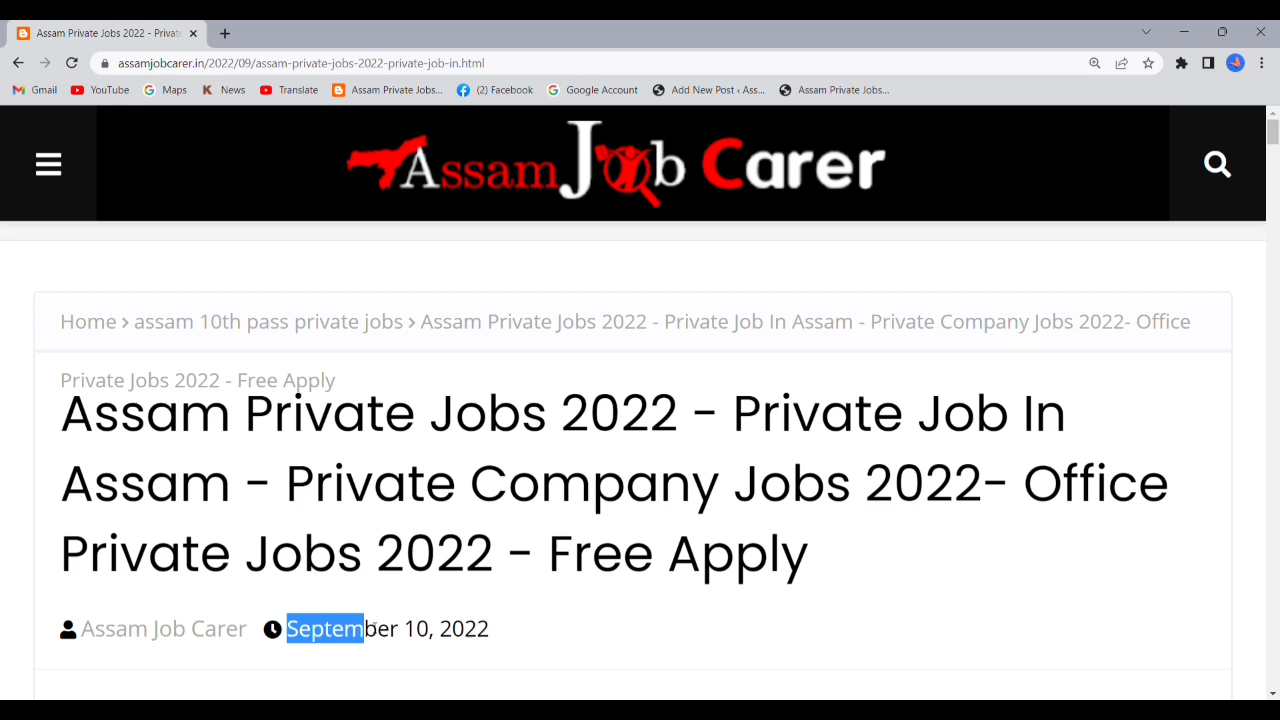 Assam Private Jobs 2022 - Privat
assamjobcarer.in/2022/09/assam-private-jobs-2022-private-job-in.html
Gmail YouTube Maps News Translate Assam Private Jobs... (2) Facebook Google Account Add New Post ‹ Ass... Assam Private Jobs...
Assam Job Carer
Home > assam 10th pass private jobs > Assam Private Jobs 2022 - Private Job In Assam - Private Company Jobs 2022- Office
Private Jobs 2022 - Free Apply
Assam Private Jobs 2022 - Private Job In
Assam - Private Company Jobs 2022- Office
Private Jobs 2022 - Free Apply
Assam Job Carer September 10, 2022